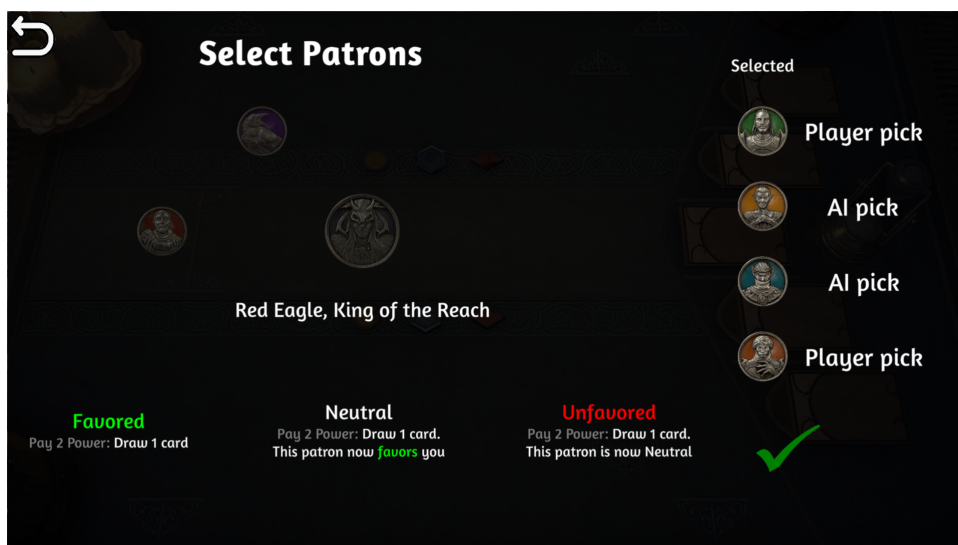 Select Patrons
Selected
Player pick
AI pick
AI pick
Player pick
Red Eagle, King of the Reach
Favored
Pay 2 Power: Draw 1 card
Neutral
Pay 2 Power: Draw 1 card.
This patron now favors you
Unfavored
Pay 2 Power: Draw 1 card.
This patron is now Neutral